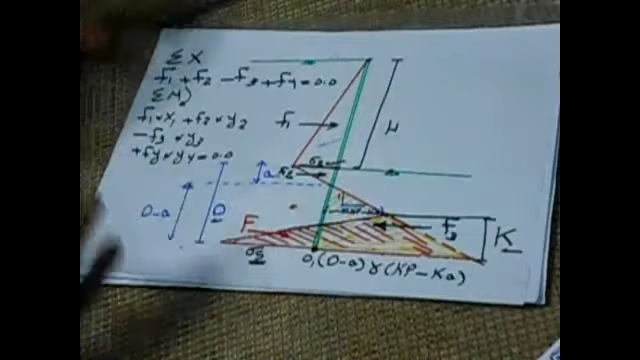 ΣX
F1 + F2 - F3 + F4 = 0.0
ΣM)
F1 * X1 + F2 * Y2
- F3 * Y3
+ F4 * Y4 = 0.0
F1
H
a
D-a
D
F
F3
K
O, (D-a) γ (KP - Ka)